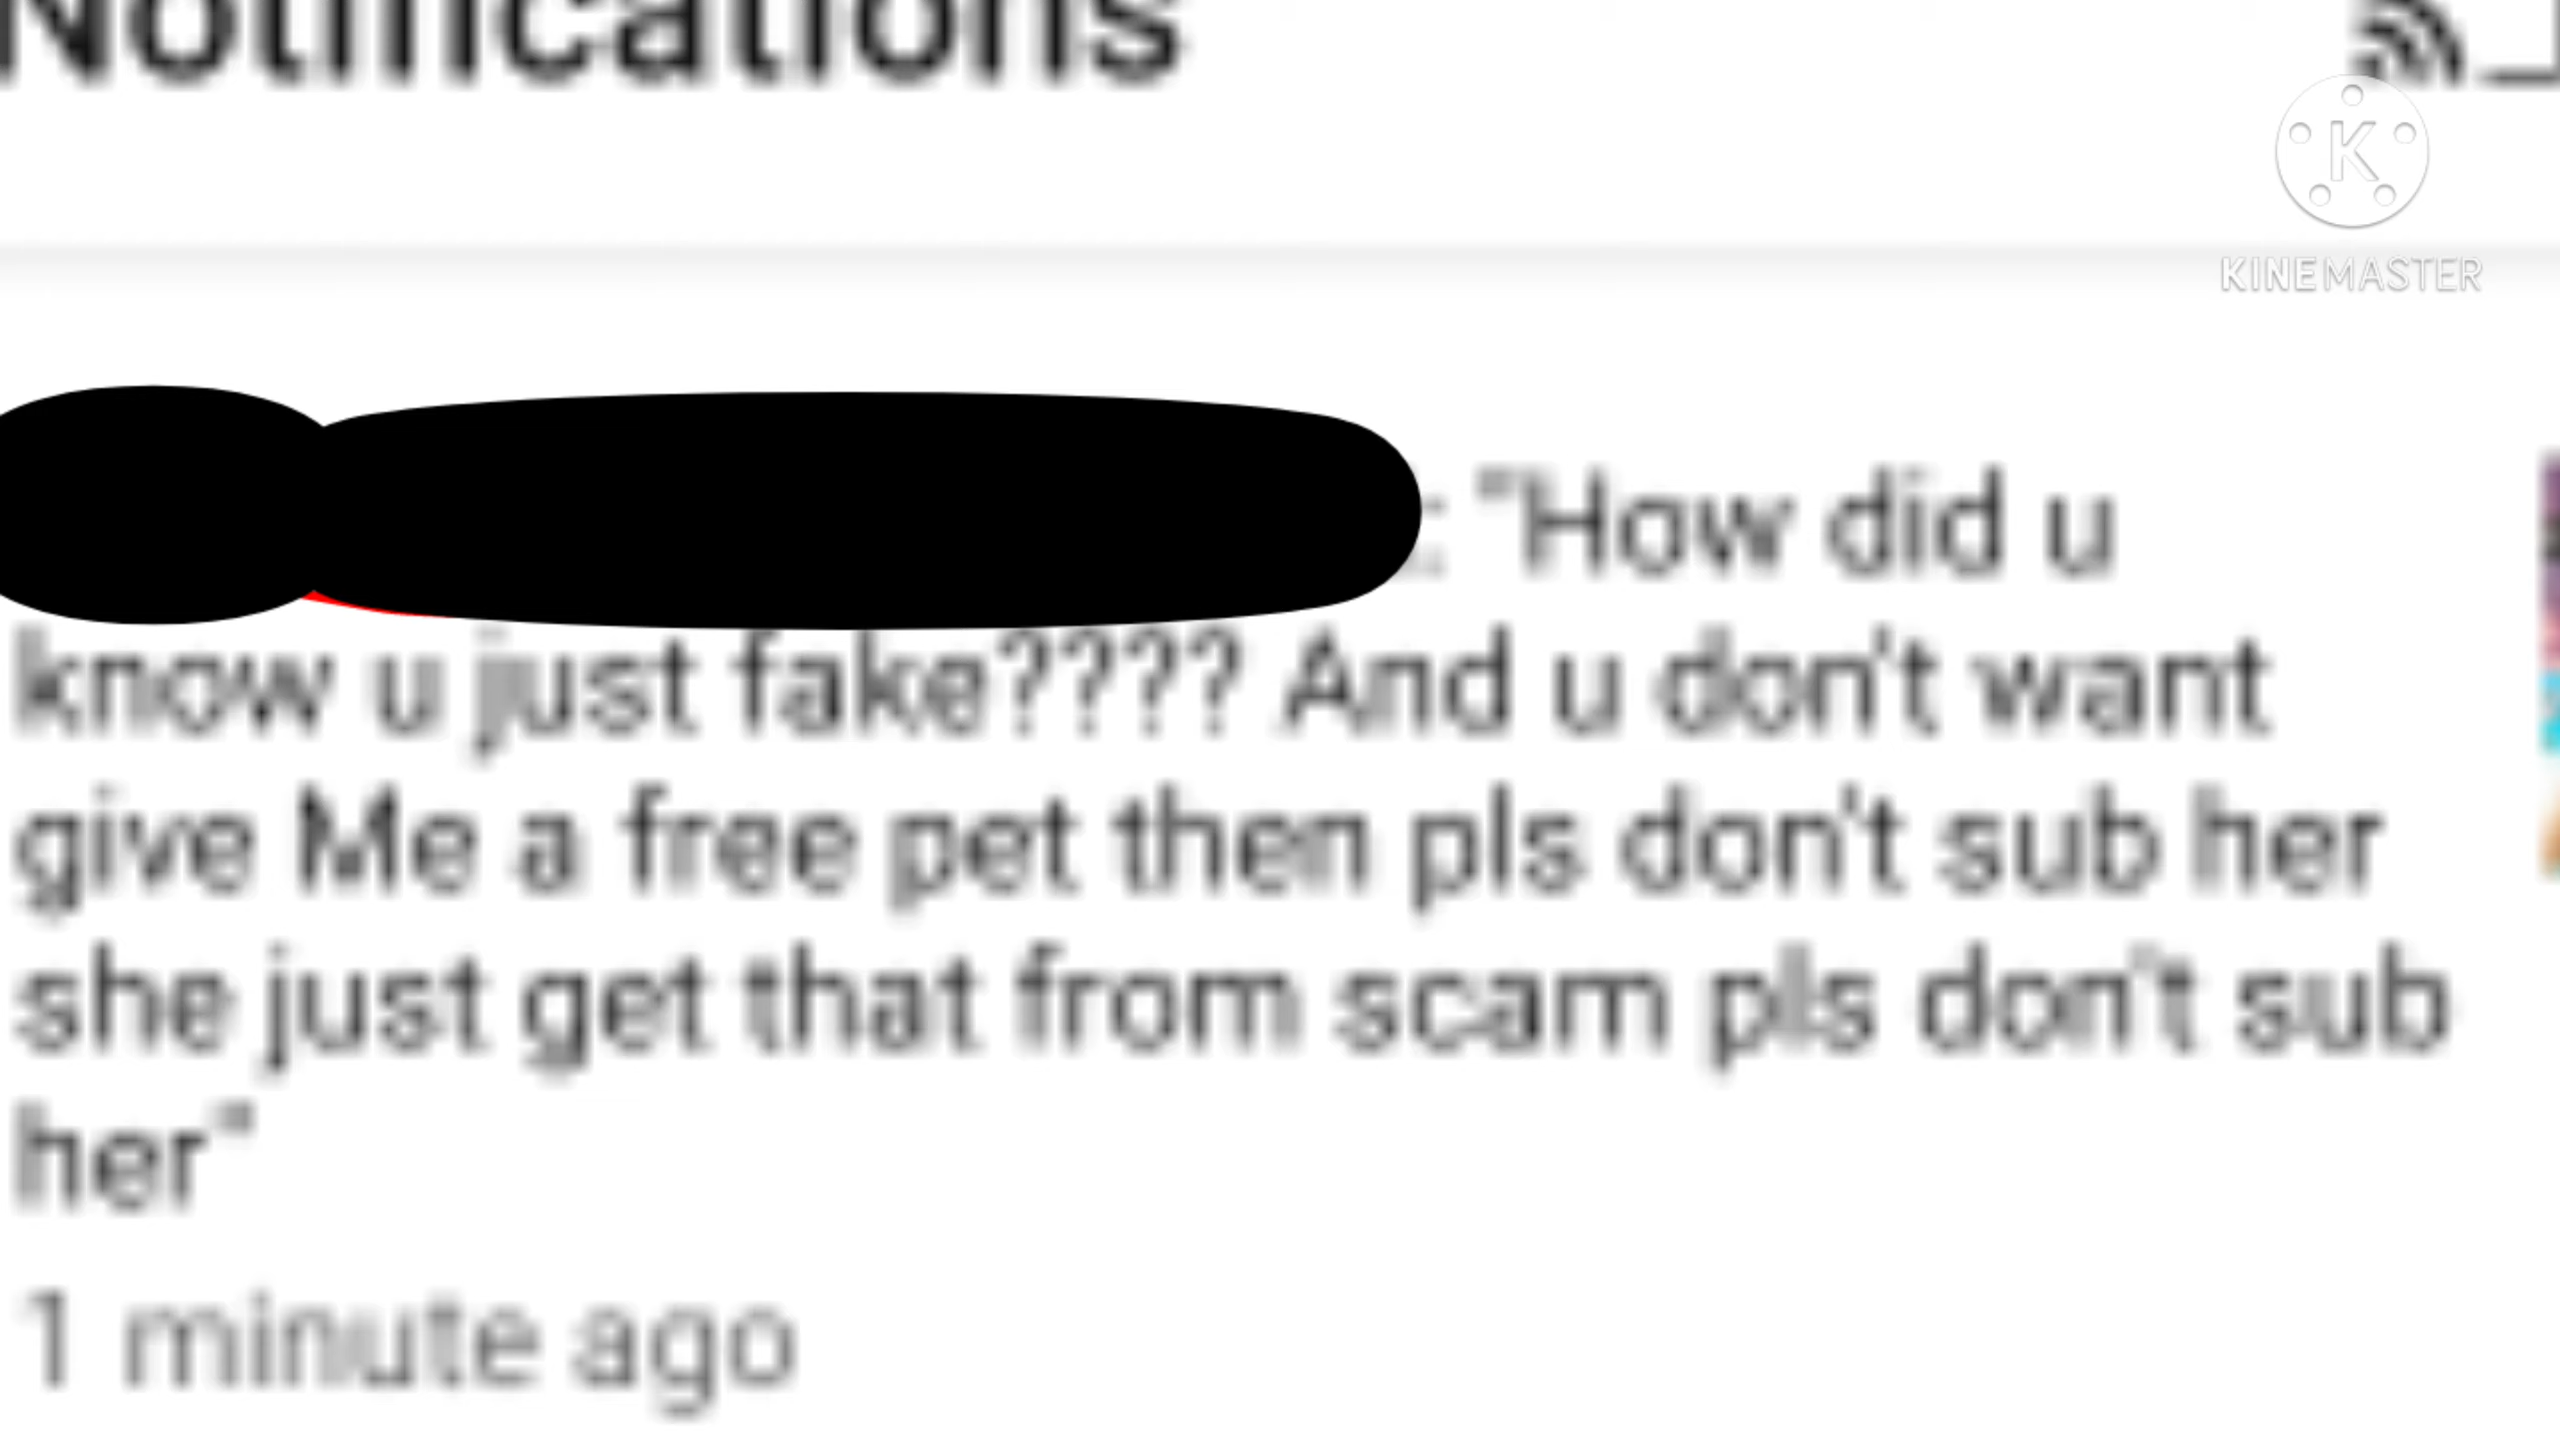 Notifications
KINEMASTER
: "How did u
know u just fake???? And u don't want
give Me a free pet then pls don't sub her
she just get that from scam pls don't sub
her"
1 minute ago